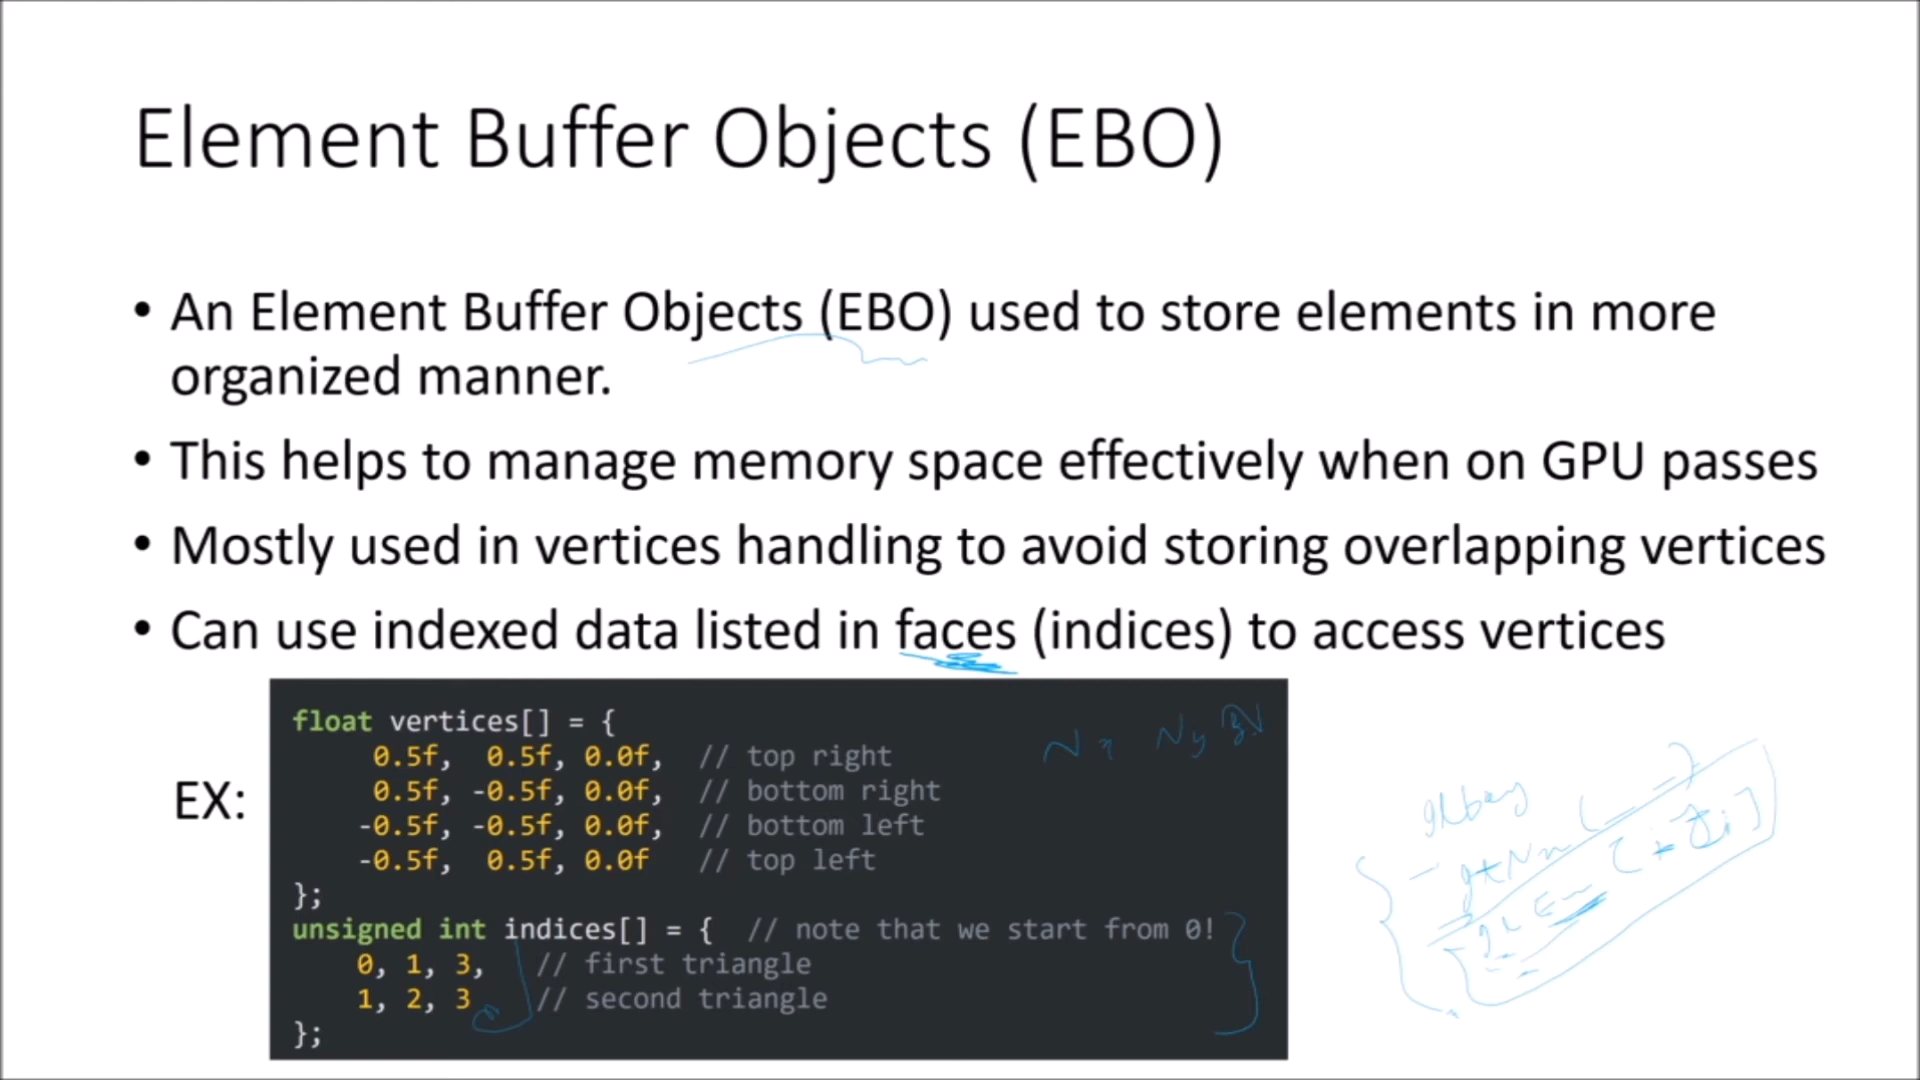 Element Buffer Objects (EBO)
• An Element Buffer Objects (EBO) used to store elements in more
organized manner.
• This helps to manage memory space effectively when on GPU passes
• Mostly used in vertices handling to avoid storing overlapping vertices
• Can use indexed data listed in faces (indices) to access vertices
EX:
float vertices[] = {
0.5f, 0.5f, 0.0f, // top right
0.5f, -0.5f, 0.0f, // bottom right
-0.5f, -0.5f, 0.0f, // bottom left
-0.5f, 0.5f, 0.0f // top left
};
unsigned int indices[] = { // note that we start from 0!
0, 1, 3, // first triangle
1, 2, 3 // second triangle
};